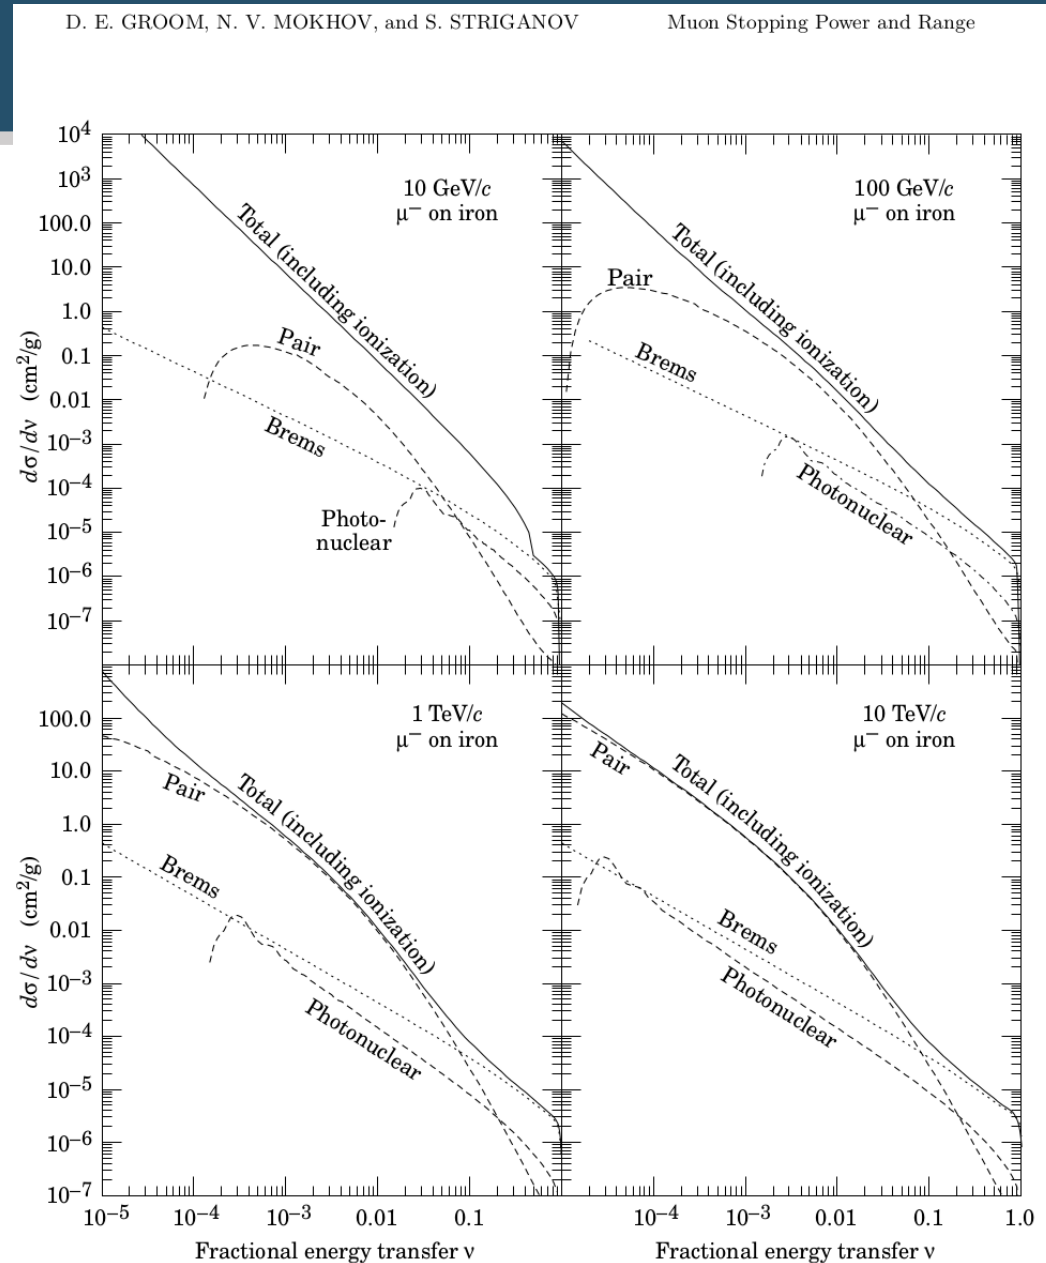 D. E. GROOM, N. V. MOKHOV, and S. STRIGANOV Muon Stopping Power and Range
10⁴
10³
100.0
10.0
1.0
0.1
0.01
10⁻³
10⁻⁴
10⁻⁵
10⁻⁶
10⁻⁷
dσ/dν (cm²/g)
10 GeV/c
μ⁻ on iron
Total (including ionization)
Pair
Brems
Photo-
nuclear
100 GeV/c
μ⁻ on iron
Total (including ionization)
Pair
Brems
Photonuclear
100.0
10.0
1.0
0.1
0.01
10⁻³
10⁻⁴
10⁻⁵
10⁻⁶
10⁻⁷
dσ/dν (cm²/g)
1 TeV/c
μ⁻ on iron
Total (including ionization)
Pair
Brems
Photonuclear
10 TeV/c
μ⁻ on iron
Total (including ionization)
Pair
Brems
Photonuclear
10⁻⁵ 10⁻⁴ 10⁻³ 0.01 0.1 10⁻⁴ 10⁻³ 0.01 0.1 1.0
Fractional energy transfer ν Fractional energy transfer ν